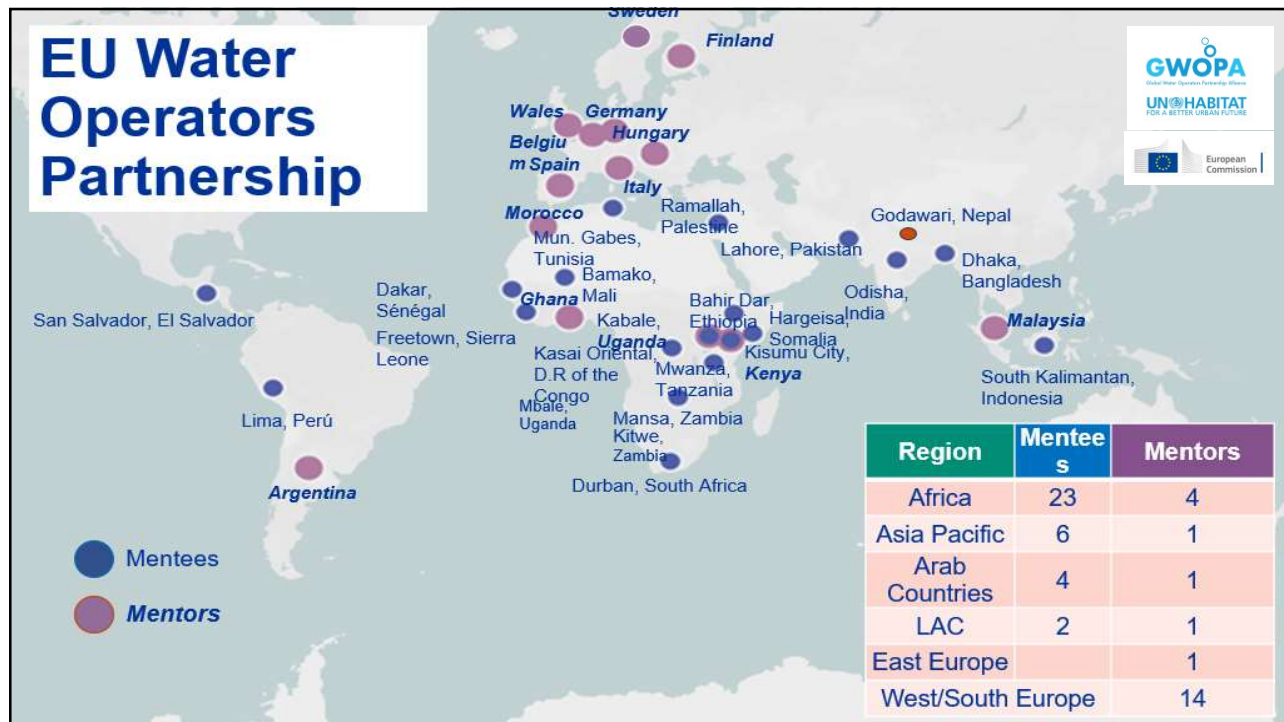 EU Water
Operators
Partnership
Sweden
Finland
GWOPA
Global Water Operators' Partnerships Alliance
UN HABITAT
FOR A BETTER URBAN FUTURE
European
Commission
Wales
Germany
Hungary
Belgiu
m
Spain
Italy
Morocco
Ramallah,
Palestine
Godawari, Nepal
Mun. Gabes,
Tunisia
Lahore, Pakistan
Dhaka,
Bangladesh
Bamako,
Mali
Dakar,
Sénégal
Ghana
Bahir Dar,
Ethiopia
Odisha,
India
San Salvador, El Salvador
Freetown, Sierra
Leone
Kabale,
Uganda
Hargeisa,
Somalia
Malaysia
Kasai Oriental,
D.R of the
Congo
Kisumu City,
Kenya
Mwanza,
Tanzania
South Kalimantan,
Indonesia
Mbale,
Uganda
Lima, Perú
Mansa, Zambia
Kitwe,
Zambia
Durban, South Africa
Argentina
Mentees
Mentors
Region Mentee
s Mentors
Africa 23 4
Asia Pacific 6 1
Arab
Countries 4 1
LAC 2 1
East Europe 1
West/South Europe 14